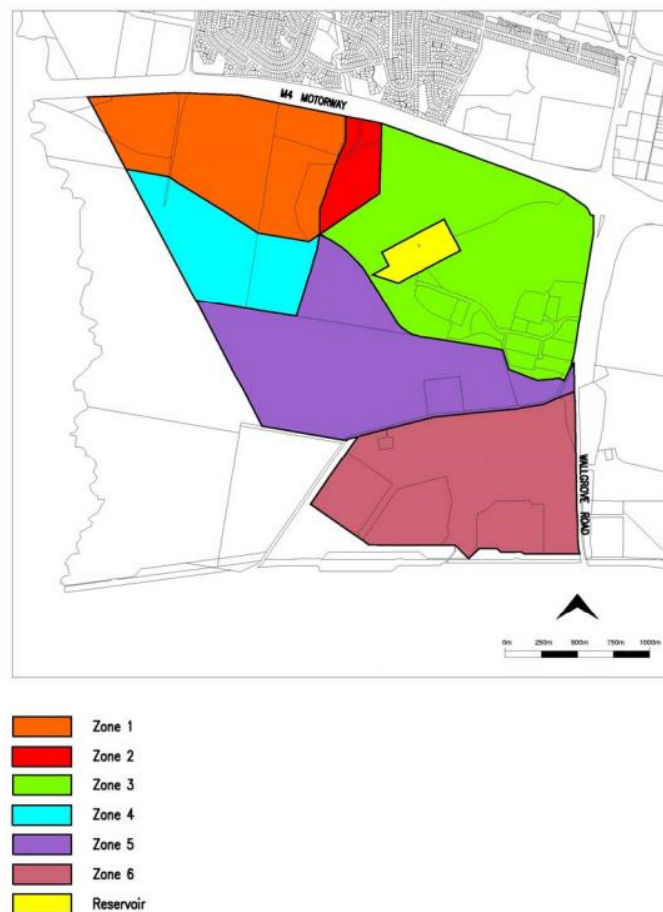 M4 MOTORWAY
WALLGROVE ROAD
0m 250m 500m 750m 1000m
Zone 1
Zone 2
Zone 3
Zone 4
Zone 5
Zone 6
Reservoir